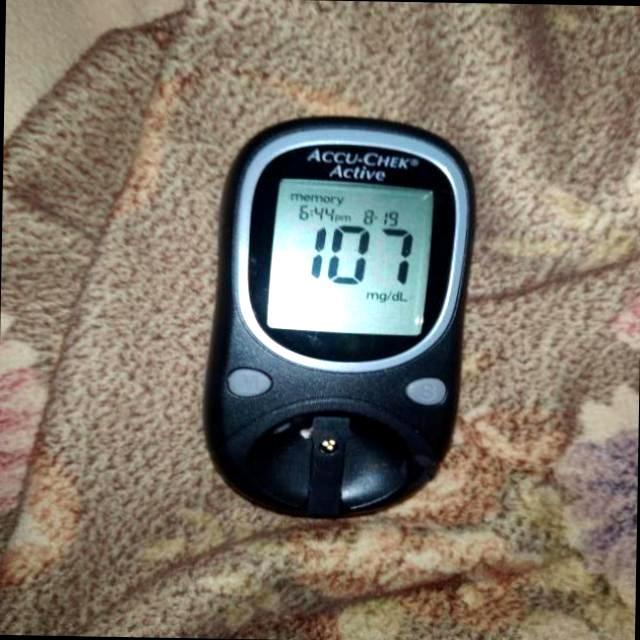 ACCU-CHEK®
Active
memory
6:44pm 8-19
107
mg/dL
M
S